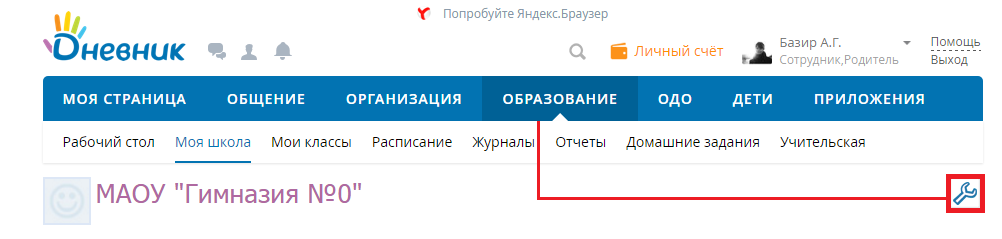 Попробуйте Яндекс.Браузер
Дневник
Личный счёт
Базир А.Г.
Сотрудник,Родитель
Помощь
Выход
МОЯ СТРАНИЦА ОБЩЕНИЕ ОРГАНИЗАЦИЯ ОБРАЗОВАНИЕ ОДО ДЕТИ ПРИЛОЖЕНИЯ
Рабочий стол Моя школа Мои классы Расписание Журналы Отчеты Домашние задания Учительская
МАОУ "Гимназия №0"